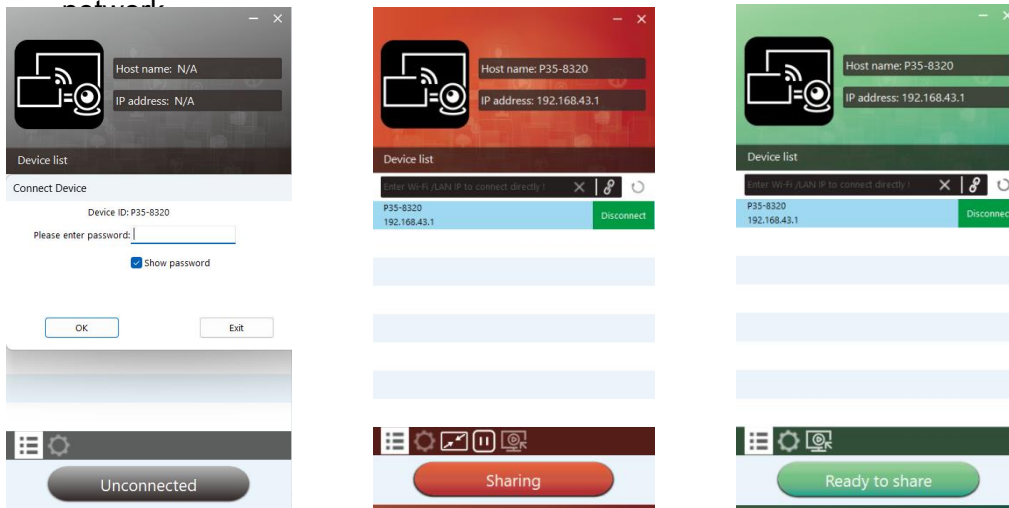 network
Host name: N/A
IP address: N/A
Device list
Connect Device
Device ID: P35-8320
Please enter password:
Show password
OK
Exit
Unconnected
Host name: P35-8320
IP address: 192.168.43.1
Device list
Enter Wi-Fi /LAN IP to connect directly !
P35-8320
192.168.43.1
Disconnect
Sharing
Host name: P35-8320
IP address: 192.168.43.1
Device list
Enter Wi-Fi /LAN IP to connect directly !
P35-8320
192.168.43.1
Disconnec
Ready to share